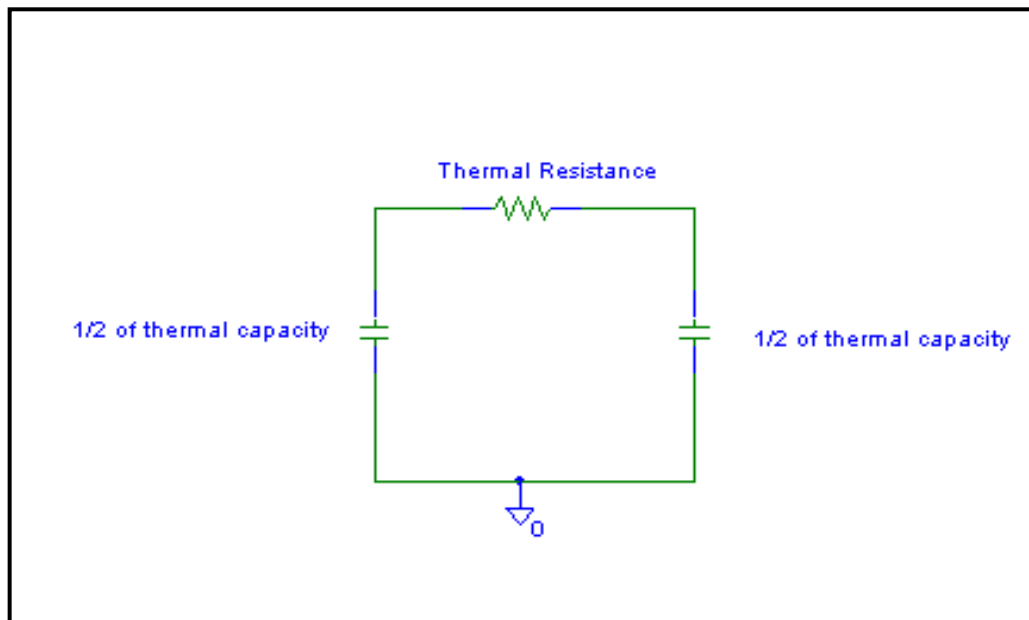 Thermal Resistance
1/2 of thermal capacity
1/2 of thermal capacity
0